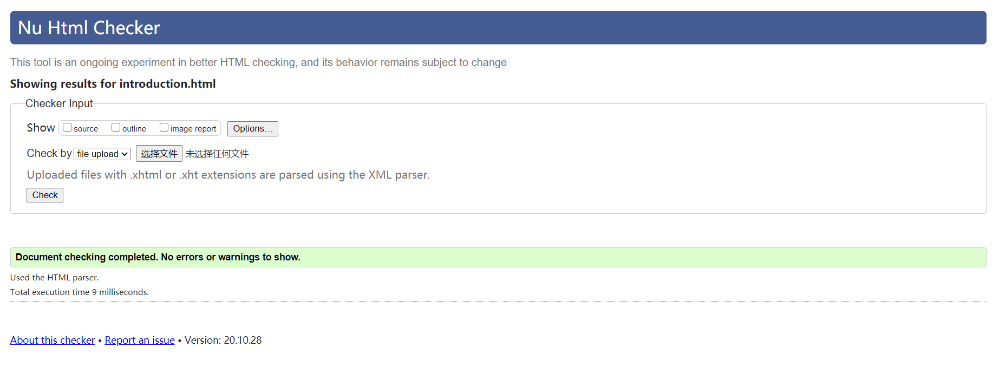 Nu Html Checker
This tool is an ongoing experiment in better HTML checking, and its behavior remains subject to change
Showing results for introduction.html
Checker Input
Show source outline image report Options...
Check by file upload 选择文件 未选择任何文件
Uploaded files with .xhtml or .xht extensions are parsed using the XML parser.
Check
Document checking completed. No errors or warnings to show.
Used the HTML parser.
Total execution time 9 milliseconds.
About this checker • Report an issue • Version: 20.10.28